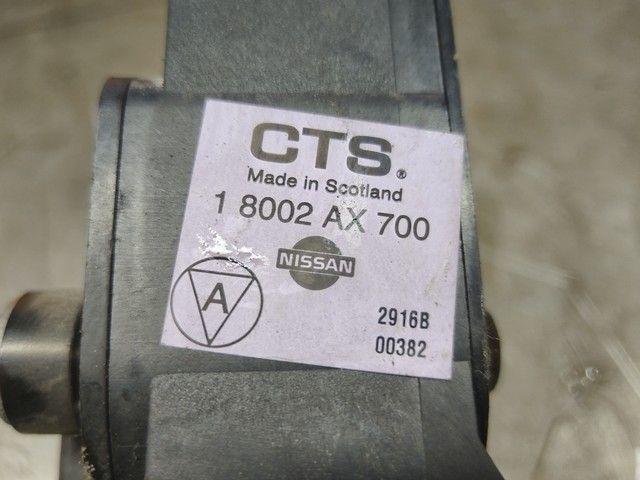 CTS®
Made in Scotland
1 8002 AX 700
NISSAN
A
2916B
00382